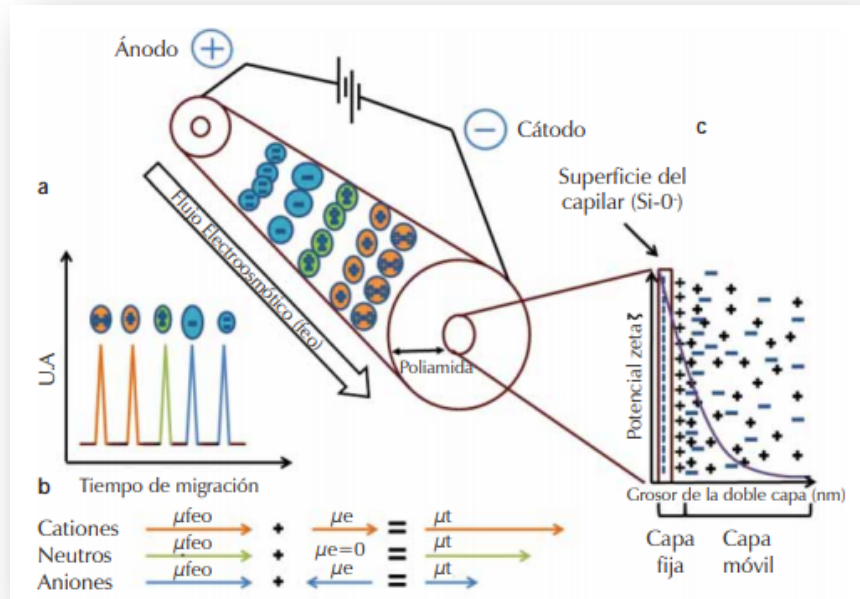 Ánodo +
− Cátodo
c
Superficie del
capilar (Si-0-)
a
Flujo Electroosmótico (feo)
Poliamida
U.A
Tiempo de migración
Potencial zeta ζ
Grosor de la doble capa (nm)
Capa fija
Capa móvil
b
Cationes μfeo + μe = μt
Neutros μfeo + μe=0 = μt
Aniones μfeo + μe = μt